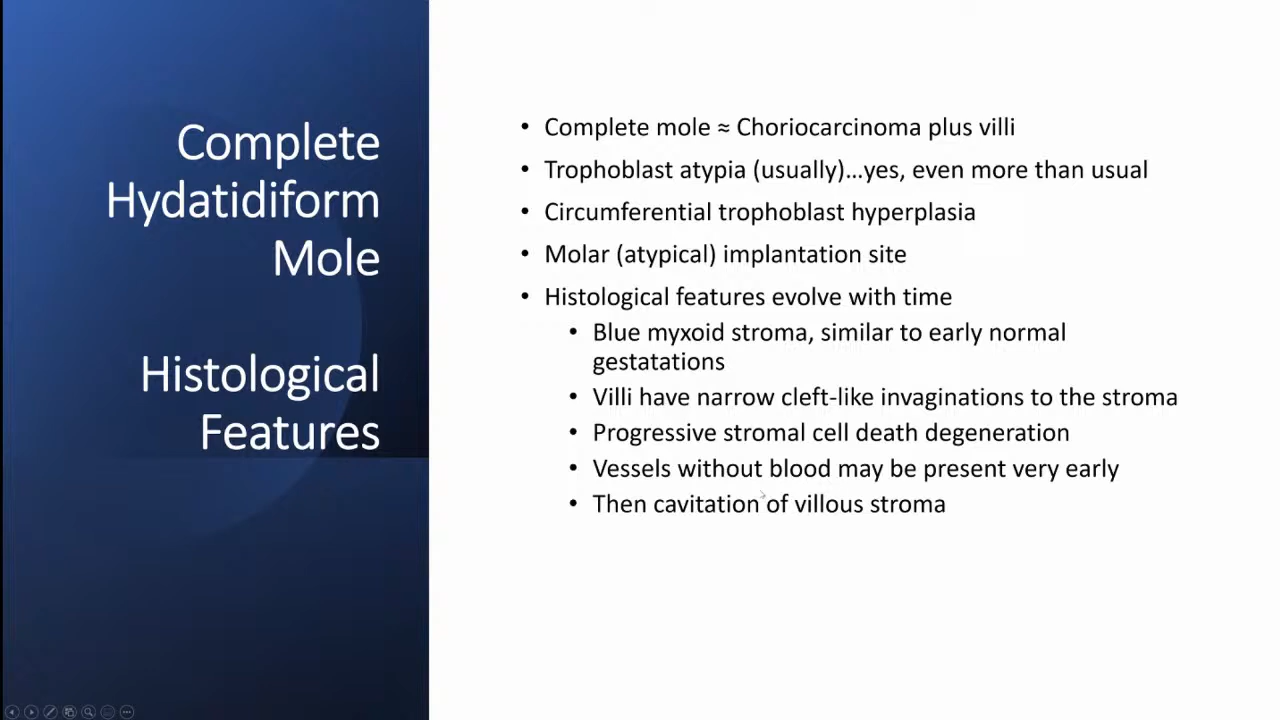 Complete
Hydatidiform
Mole
Histological
Features
• Complete mole ≈ Choriocarcinoma plus villi
• Trophoblast atypia (usually)…yes, even more than usual
• Circumferential trophoblast hyperplasia
• Molar (atypical) implantation site
• Histological features evolve with time
• Blue myxoid stroma, similar to early normal
gestatations
• Villi have narrow cleft-like invaginations to the stroma
• Progressive stromal cell death degeneration
• Vessels without blood may be present very early
• Then cavitation of villous stroma